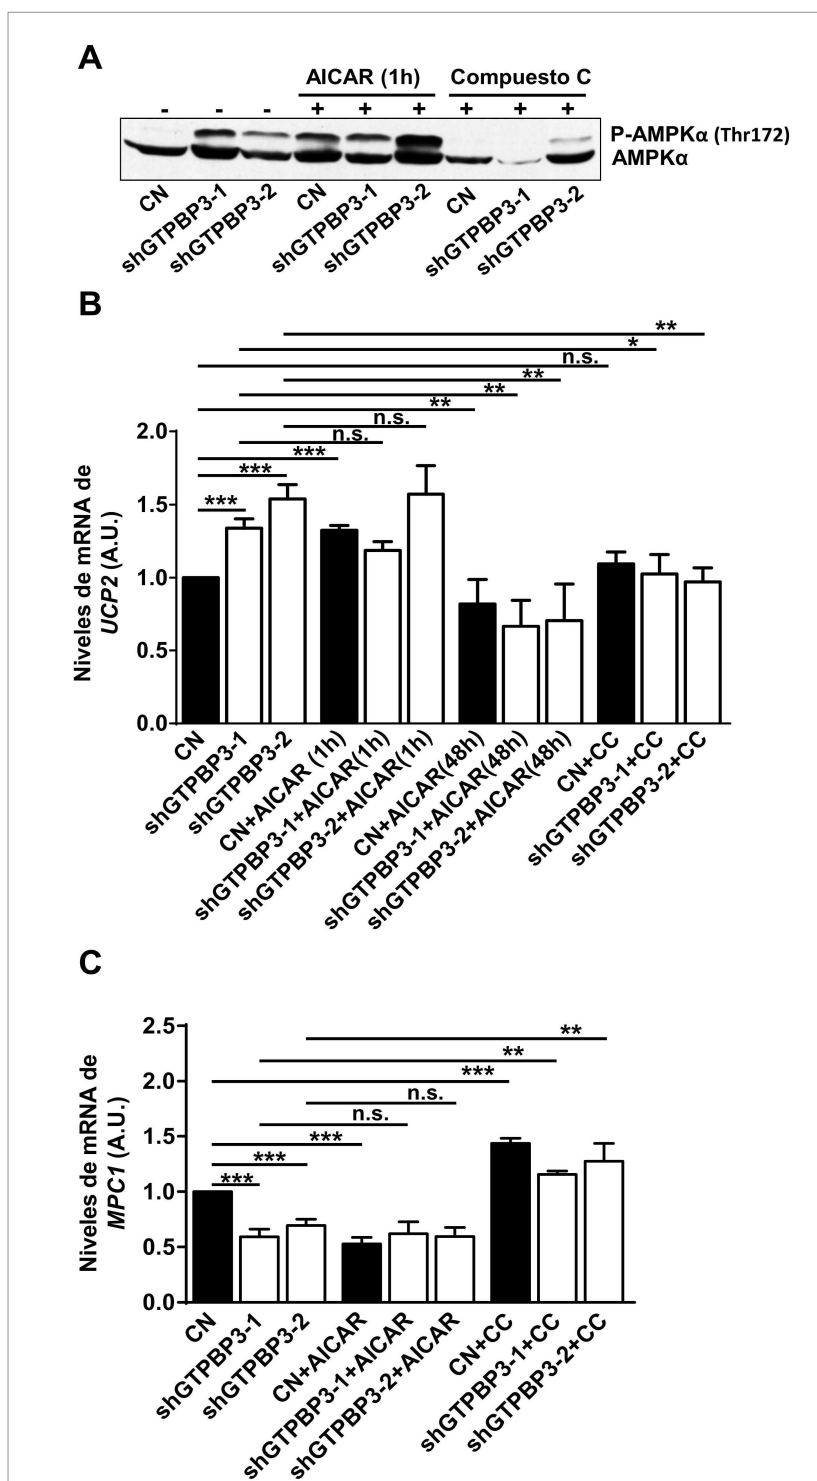 A
AICAR (1h) Compuesto C
- - - + + + + + +
P-AMPKα (Thr172)
AMPKα
CN shGTPBP3-1 shGTPBP3-2 CN shGTPBP3-1 shGTPBP3-2 CN shGTPBP3-1 shGTPBP3-2
B
**
*
n.s.
**
**
**
n.s.
n.s.
***
***
***
Niveles de mRNA de
UCP2 (A.U.)
2.0
1.5
1.0
0.5
0.0
CN
shGTPBP3-1
shGTPBP3-2
CN+AICAR (1h)
shGTPBP3-1+AICAR(1h)
shGTPBP3-2+AICAR(1h)
CN+AICAR(48h)
shGTPBP3-1+AICAR(48h)
shGTPBP3-2+AICAR(48h)
CN+CC
shGTPBP3-1+CC
shGTPBP3-2+CC
C
**
**
***
n.s.
n.s.
***
***
***
Niveles de mRNA de
MPC1 (A.U.)
2.5
2.0
1.5
1.0
0.5
0.0
CN
shGTPBP3-1
shGTPBP3-2
CN+AICAR
shGTPBP3-1+AICAR
shGTPBP3-2+AICAR
CN+CC
shGTPBP3-1+CC
shGTPBP3-2+CC